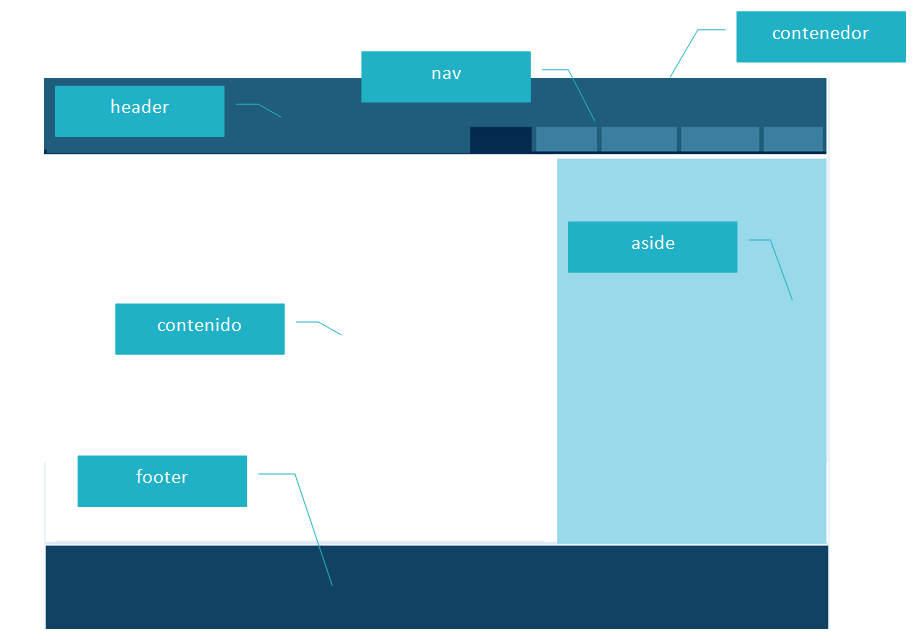 contenedor
nav
header
aside
contenido
footer